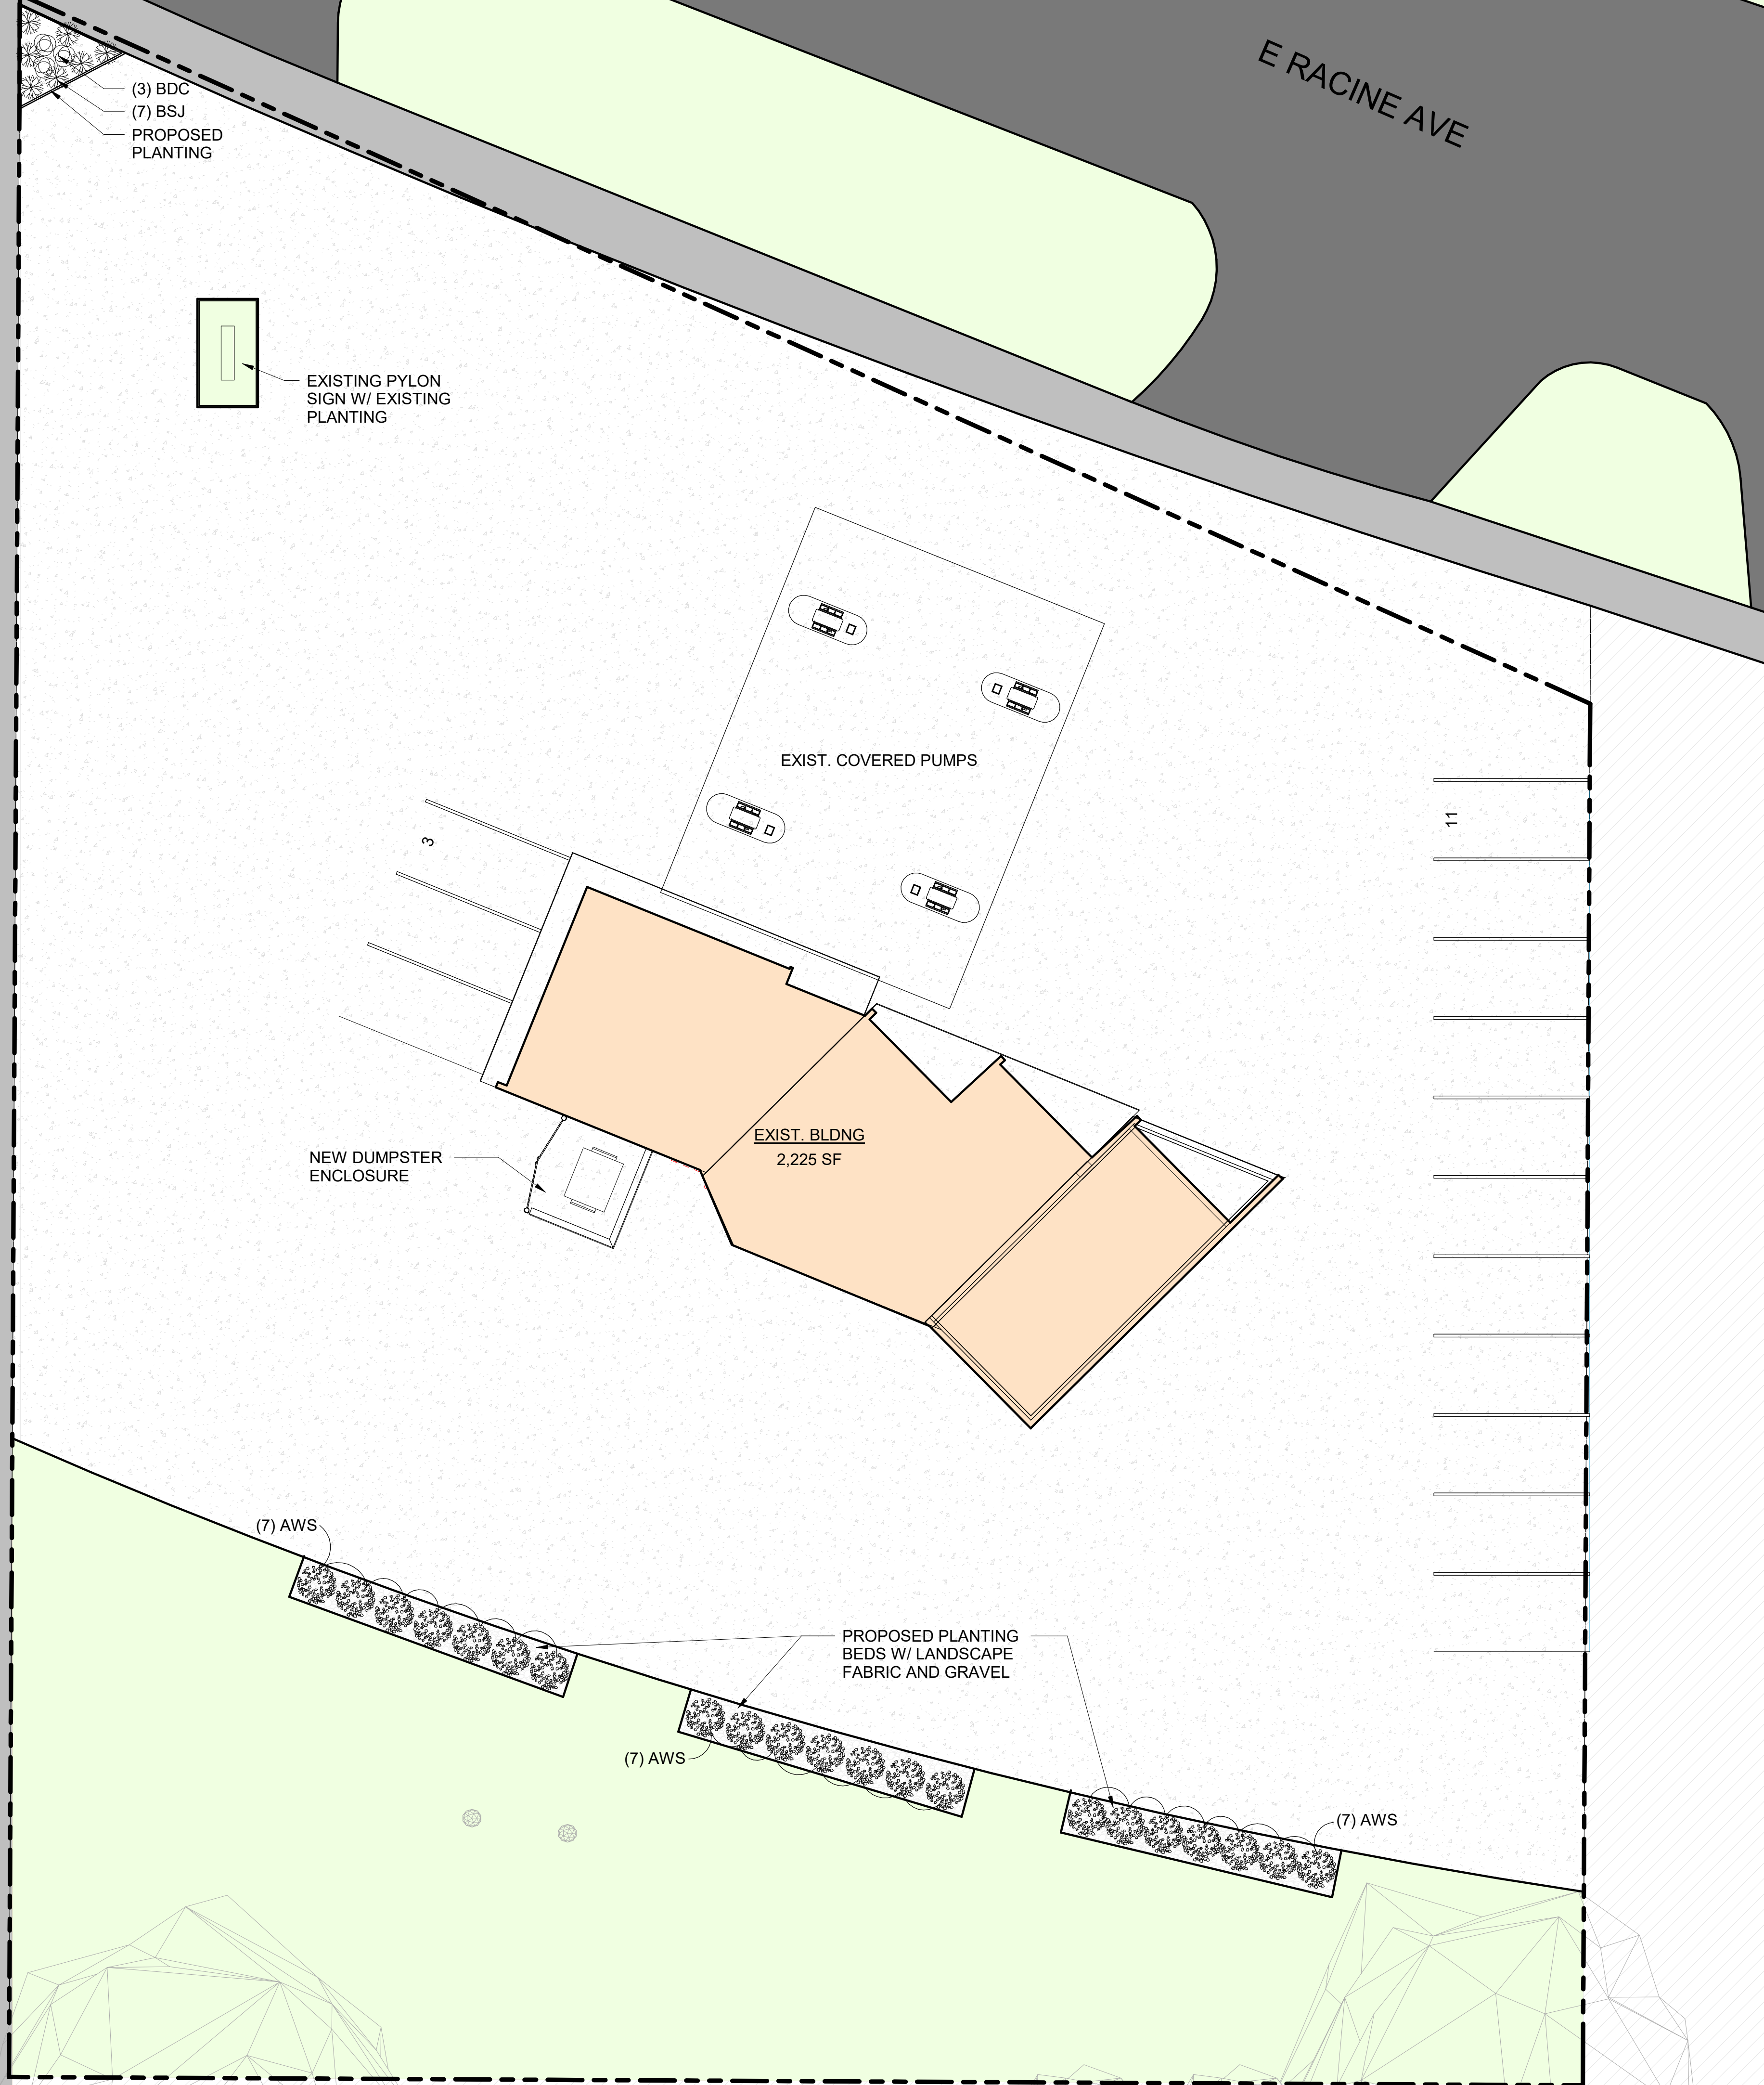 E RACINE AVE
(3) BDC
(7) BSJ
PROPOSED
PLANTING
EXISTING PYLON
SIGN W/ EXISTING
PLANTING
EXIST. COVERED PUMPS
3
11
EXIST. BLDNG
2,225 SF
NEW DUMPSTER
ENCLOSURE
(7) AWS
PROPOSED PLANTING
BEDS W/ LANDSCAPE
FABRIC AND GRAVEL
(7) AWS
(7) AWS